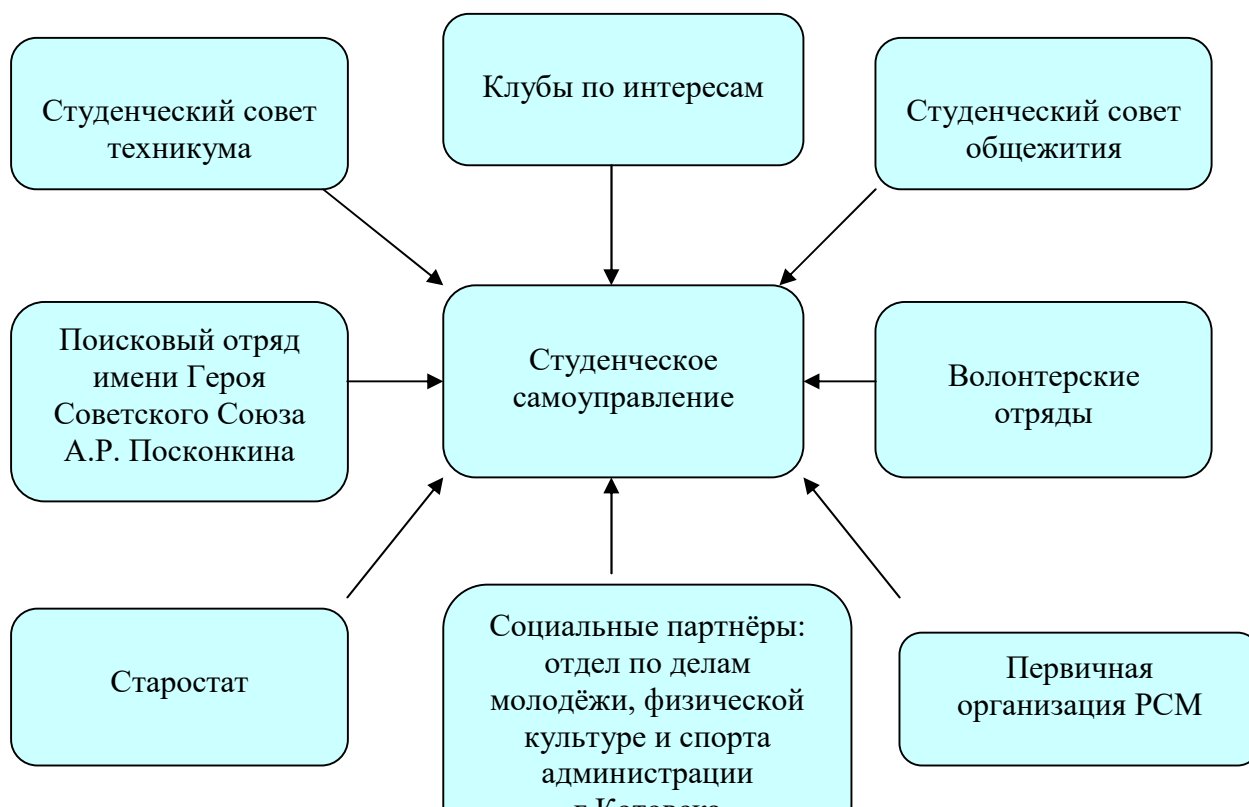 Студенческий совет
техникума
Клубы по интересам
Студенческий совет
общежития
Поисковый отряд
имени Героя
Советского Союза
А.Р. Посконкина
Студенческое
самоуправление
Волонтерские
отряды
Старостат
Социальные партнёры:
отдел по делам
молодёжи, физической
культуре и спорта
администрации
г.Котовска
Первичная
организация РСМ